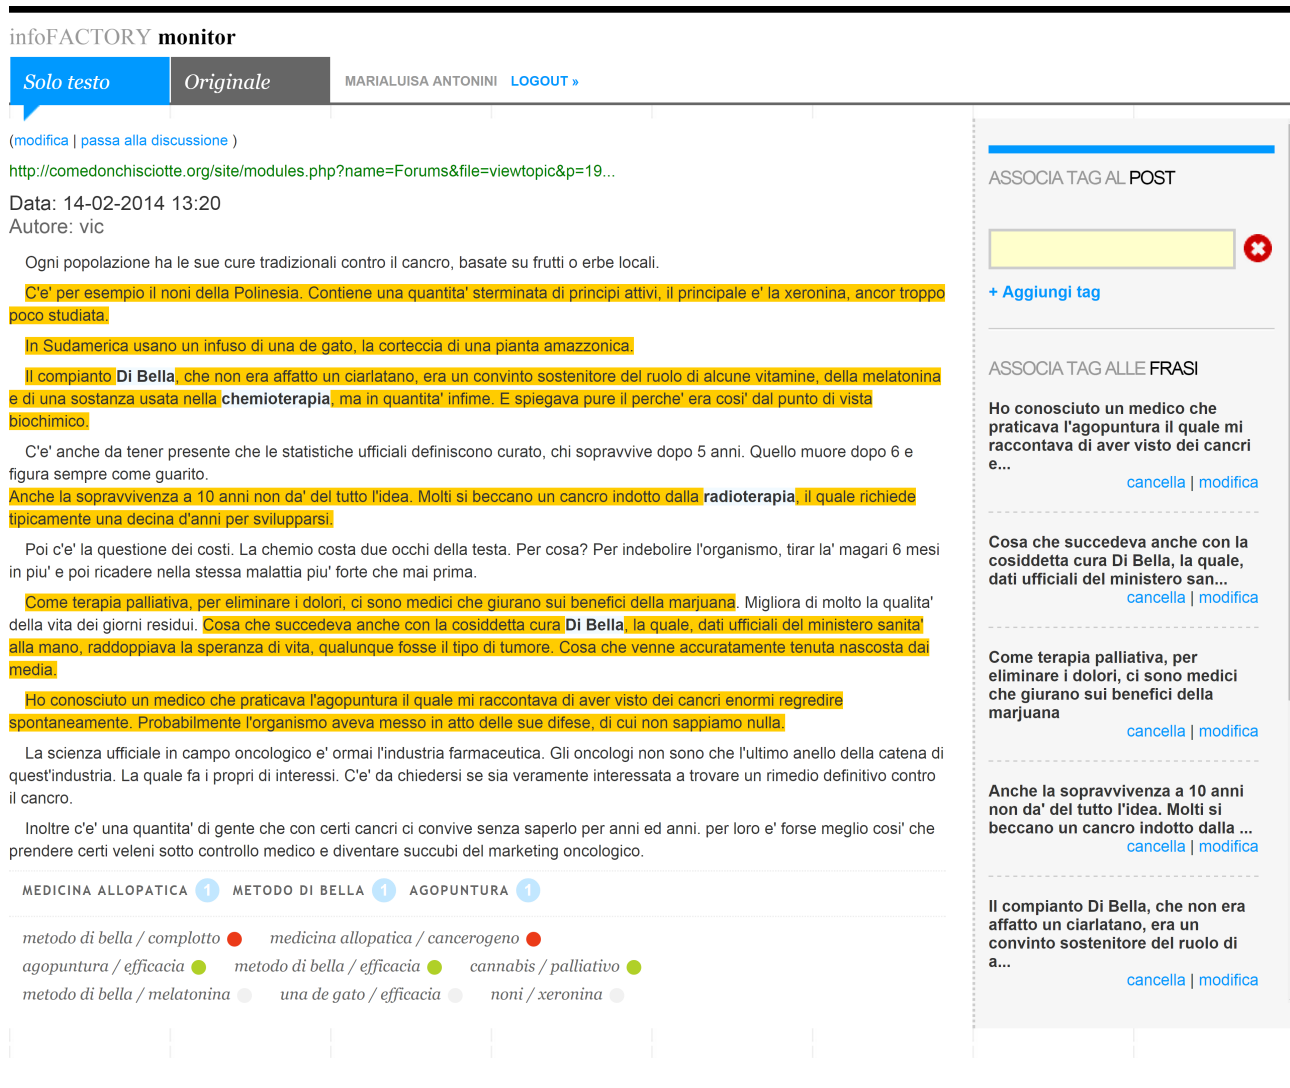 infoFACTORY monitor
Solo testo
Originale
MARIALUISA ANTONINI LOGOUT »
(modifica | passa alla discussione )
http://comedonchisciotte.org/site/modules.php?name=Forums&file=viewtopic&p=19...
Data: 14-02-2014 13:20
Autore: vic
Ogni popolazione ha le sue cure tradizionali contro il cancro, basate su frutti o erbe locali.
C'e' per esempio il noni della Polinesia. Contiene una quantita' sterminata di principi attivi, il principale e' la xeronina, ancor troppo
poco studiata.
In Sudamerica usano un infuso di una de gato, la corteccia di una pianta amazzonica.
Il compianto Di Bella, che non era affatto un ciarlatano, era un convinto sostenitore del ruolo di alcune vitamine, della melatonina
e di una sostanza usata nella chemioterapia, ma in quantita' infime. E spiegava pure il perche' era cosi' dal punto di vista
biochimico.
C'e' anche da tener presente che le statistiche ufficiali definiscono curato, chi sopravvive dopo 5 anni. Quello muore dopo 6 e
figura sempre come guarito.
Anche la sopravvivenza a 10 anni non da' del tutto l'idea. Molti si beccano un cancro indotto dalla radioterapia, il quale richiede
tipicamente una decina d'anni per svilupparsi.
Poi c'e' la questione dei costi. La chemio costa due occhi della testa. Per cosa? Per indebolire l'organismo, tirar la' magari 6 mesi
in piu' e poi ricadere nella stessa malattia piu' forte che mai prima.
Come terapia palliativa, per eliminare i dolori, ci sono medici che giurano sui benefici della marjuana. Migliora di molto la qualita'
della vita dei giorni residui. Cosa che succedeva anche con la cosiddetta cura Di Bella, la quale, dati ufficiali del ministero sanita'
alla mano, raddoppiava la speranza di vita, qualunque fosse il tipo di tumore. Cosa che venne accuratamente tenuta nascosta dai
media.
Ho conosciuto un medico che praticava l'agopuntura il quale mi raccontava di aver visto dei cancri enormi regredire
spontaneamente. Probabilmente l'organismo aveva messo in atto delle sue difese, di cui non sappiamo nulla.
La scienza ufficiale in campo oncologico e' ormai l'industria farmaceutica. Gli oncologi non sono che l'ultimo anello della catena di
quest'industria. La quale fa i propri di interessi. C'e' da chiedersi se sia veramente interessata a trovare un rimedio definitivo contro
il cancro.
Inoltre c'e' una quantita' di gente che con certi cancri ci convive senza saperlo per anni ed anni. per loro e' forse meglio cosi' che
prendere certi veleni sotto controllo medico e diventare succubi del marketing oncologico.
MEDICINA ALLOPATICA 1 METODO DI BELLA 1 AGOPUNTURA 1
metodo di bella / complotto medicina allopatica / cancerogeno
agopuntura / efficacia metodo di bella / efficacia cannabis / palliativo
metodo di bella / melatonina una de gato / efficacia noni / xeronina
ASSOCIA TAG AL POST
+ Aggiungi tag
ASSOCIA TAG ALLE FRASI
Ho conosciuto un medico che
praticava l'agopuntura il quale mi
raccontava di aver visto dei cancri
e...
cancella | modifica
Cosa che succedeva anche con la
cosiddetta cura Di Bella, la quale,
dati ufficiali del ministero san...
cancella | modifica
Come terapia palliativa, per
eliminare i dolori, ci sono medici
che giurano sui benefici della
marjuana
cancella | modifica
Anche la sopravvivenza a 10 anni
non da' del tutto l'idea. Molti si
beccano un cancro indotto dalla ...
cancella | modifica
Il compianto Di Bella, che non era
affatto un ciarlatano, era un
convinto sostenitore del ruolo di
a...
cancella | modifica